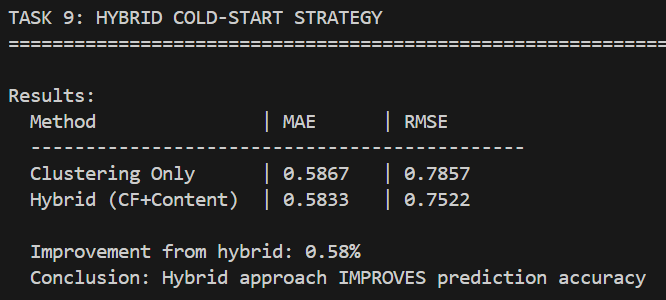 TASK 9: HYBRID COLD-START STRATEGY
============================================================
Results:
Method | MAE | RMSE
---------------------------------------------
Clustering Only | 0.5867 | 0.7857
Hybrid (CF+Content) | 0.5833 | 0.7522
Improvement from hybrid: 0.58%
Conclusion: Hybrid approach IMPROVES prediction accuracy